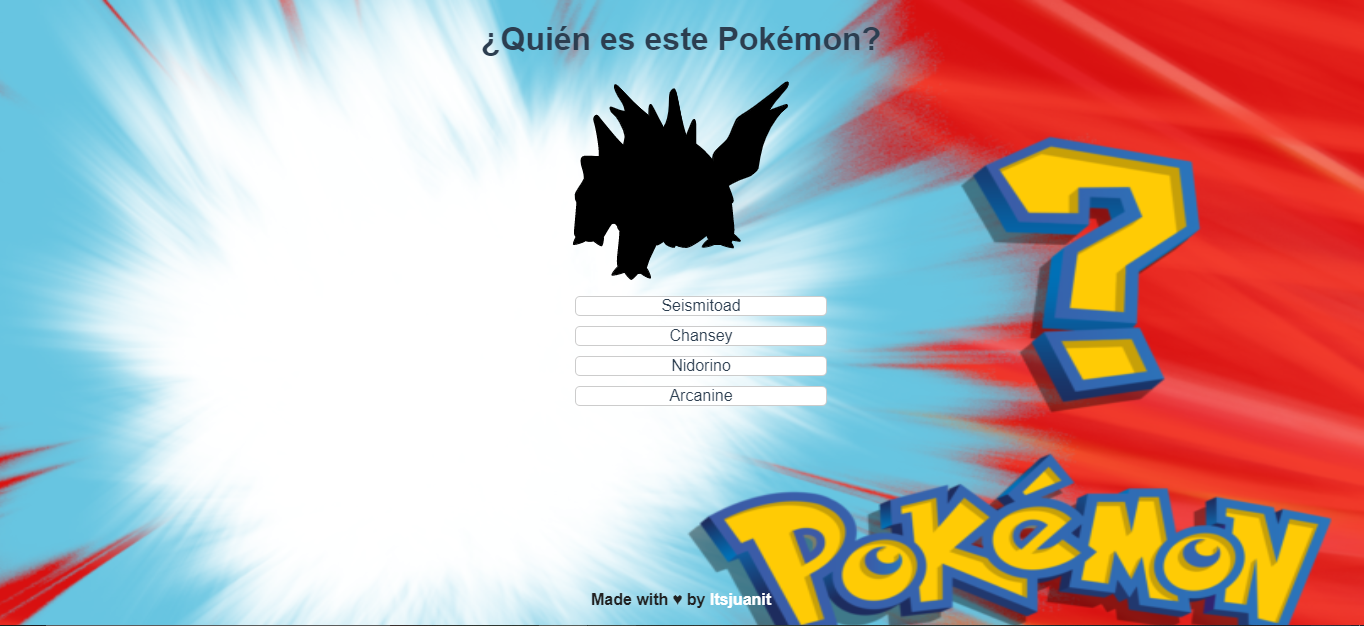 ¿Quién es este Pokémon?
?
Seismitoad
Chansey
Nidorino
Arcanine
POKéMON
Made with ♥ by Itsjuanit